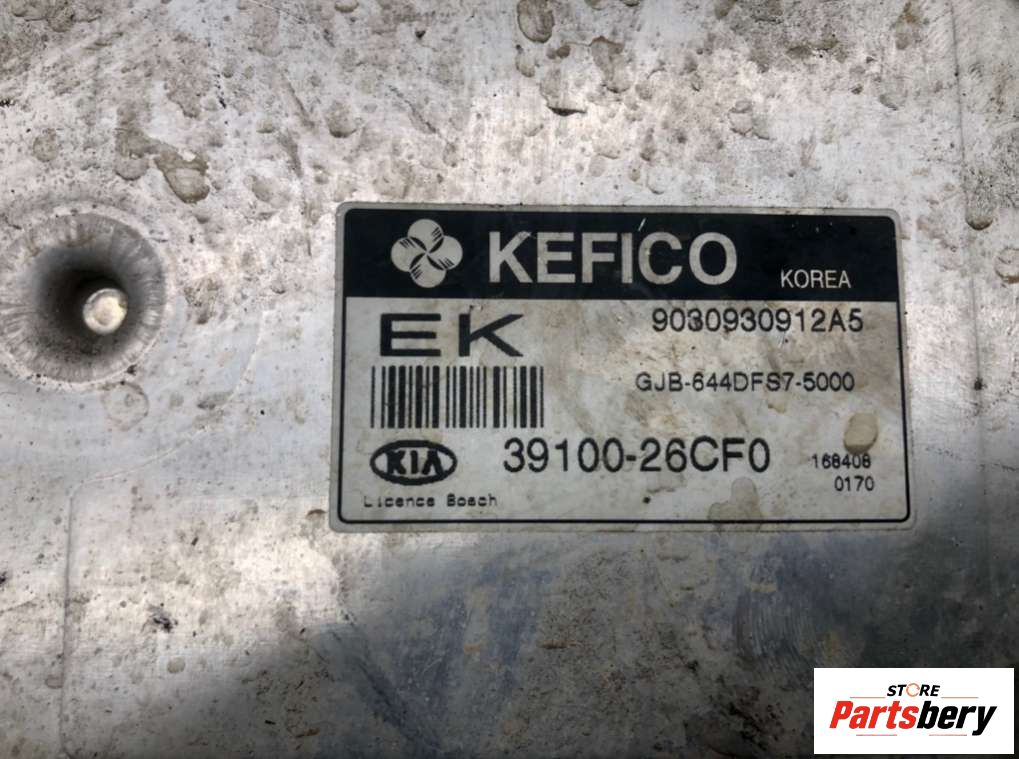 KEFICO KOREA
EK 9030930912A5
GJB-644DFS7-5000
KIA 39100-26CF0 168408
0170
Licence Bosch
STORE
Partsbery